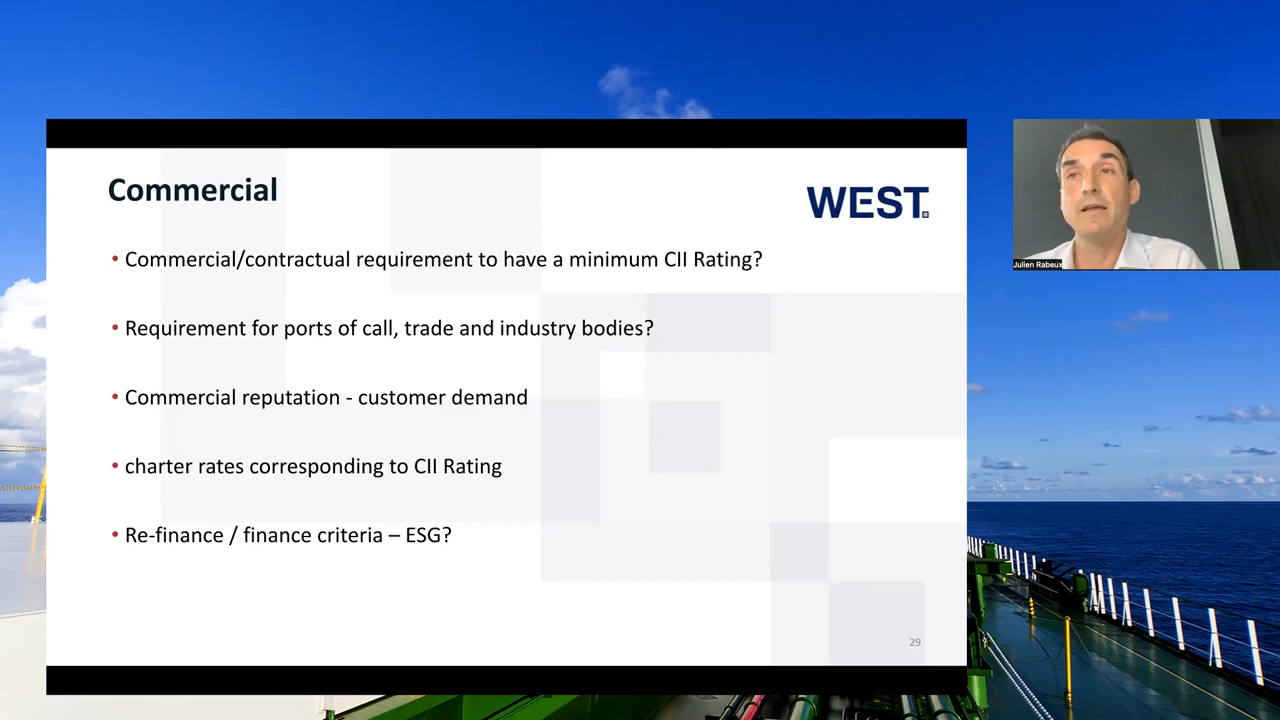 Commercial
WEST
• Commercial/contractual requirement to have a minimum CII Rating?
• Requirement for ports of call, trade and industry bodies?
• Commercial reputation - customer demand
• charter rates corresponding to CII Rating
• Re-finance / finance criteria – ESG?
29
Julien Rabeux